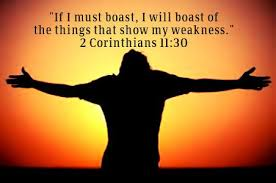 "If I must boast, I will boast of
the things that show my weakness."
2 Corinthians 11:30